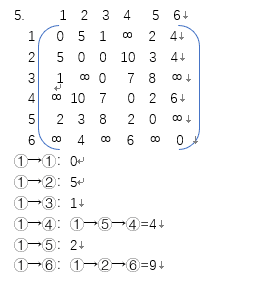 5. 1 2 3 4 5 6↓
1 0 5 1 ∞ 2 4↓
2 5 0 0 10 3 4↓
3 1 ∞ 0 7 8 ∞↓
4 ∞ 10 7 0 2 6↓
5 2 3 8 2 0 ∞↓
6 ∞ 4 ∞ 6 ∞ 0 ↓
①→①: 0↵
①→②: 5↵
①→③: 1↓
①→④: ①→⑤→④=4↓
①→⑤: 2↓
①→⑥: ①→②→⑥=9↓